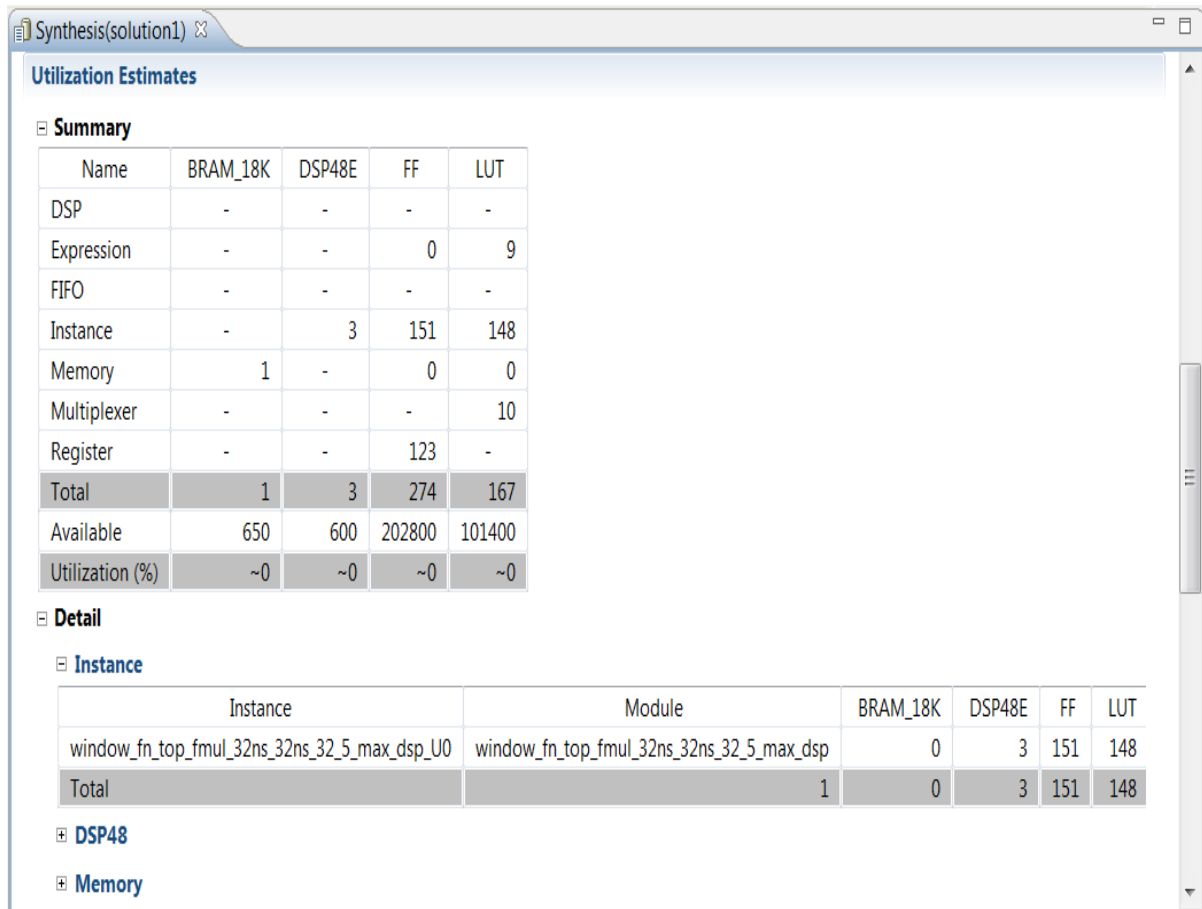 Synthesis(solution1)
Utilization Estimates
Summary
Name BRAM_18K DSP48E FF LUT
DSP - - - -
Expression - - 0 9
FIFO - - - -
Instance - 3 151 148
Memory 1 - 0 0
Multiplexer - - - 10
Register - - 123 -
Total 1 3 274 167
Available 650 600 202800 101400
Utilization (%) ~0 ~0 ~0 ~0
Detail
Instance
Instance Module BRAM_18K DSP48E FF LUT
window_fn_top_fmul_32ns_32ns_32_5_max_dsp_U0 window_fn_top_fmul_32ns_32ns_32_5_max_dsp 0 3 151 148
Total 1 0 3 151 148
DSP48
Memory